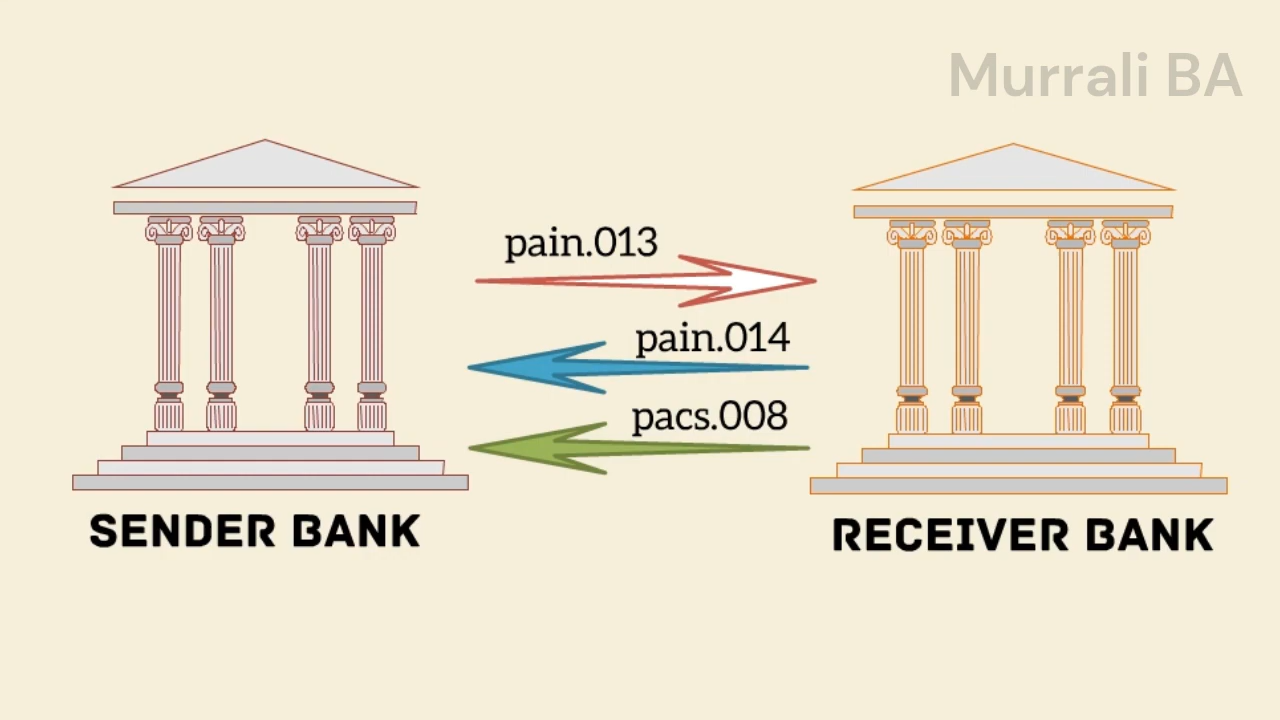 Murrali BA
pain.013
pain.014
pacs.008
SENDER BANK
RECEIVER BANK